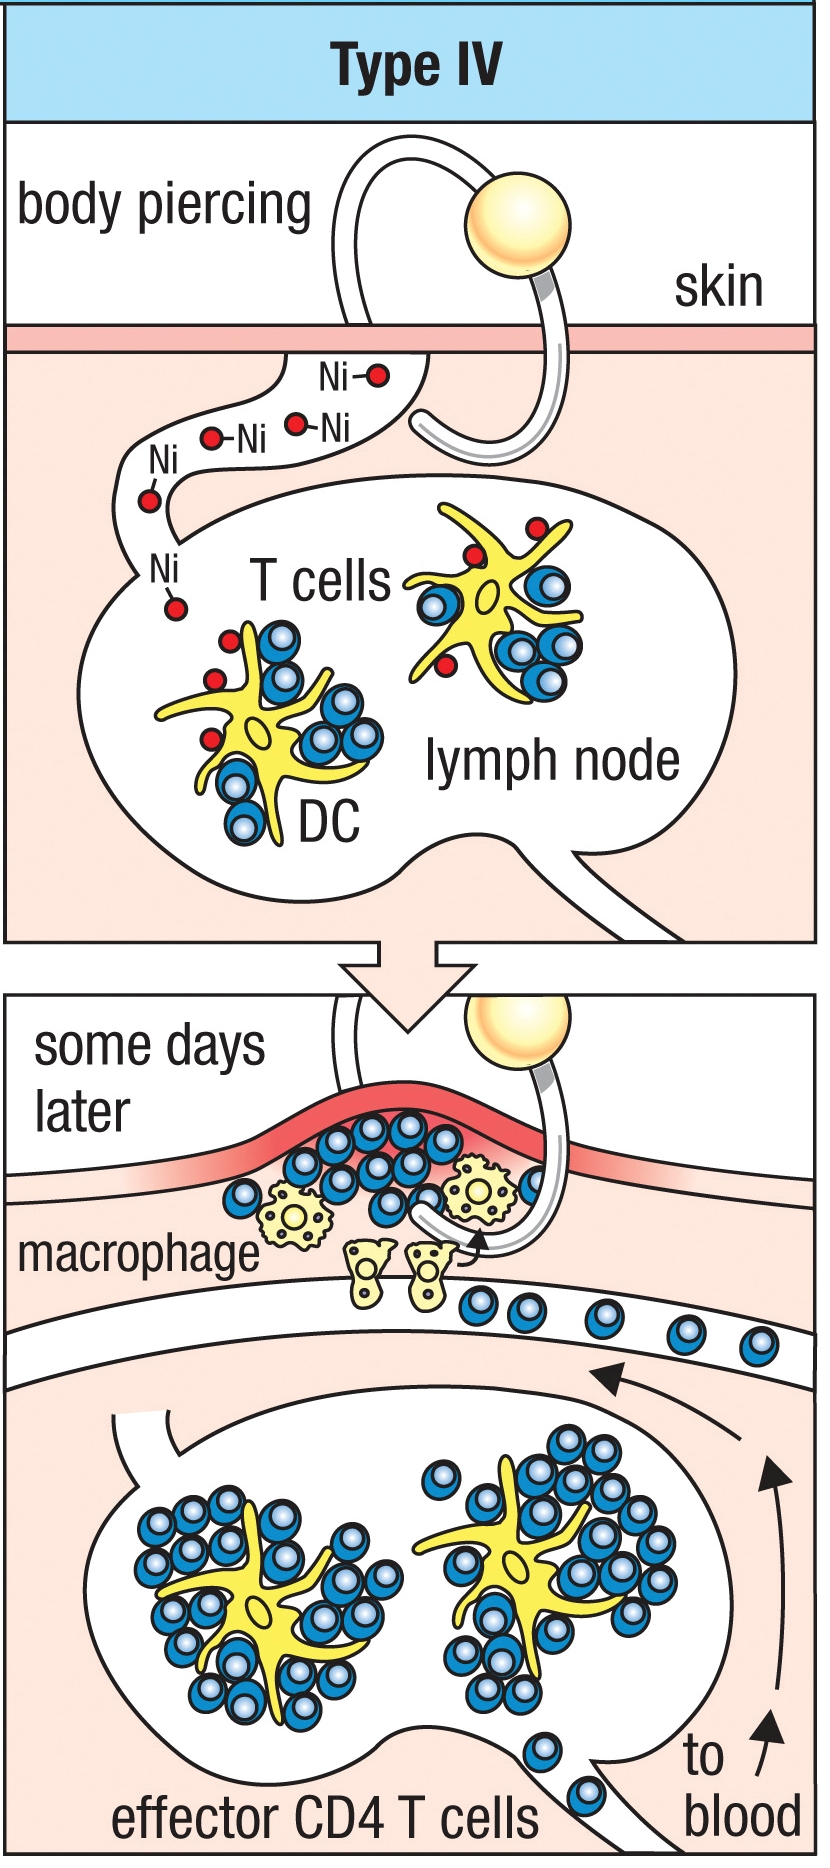 Type IV
body piercing
skin
Ni
Ni
Ni
Ni
Ni
T cells
lymph node
DC
some days
later
macrophage
to
blood
effector CD4 T cells